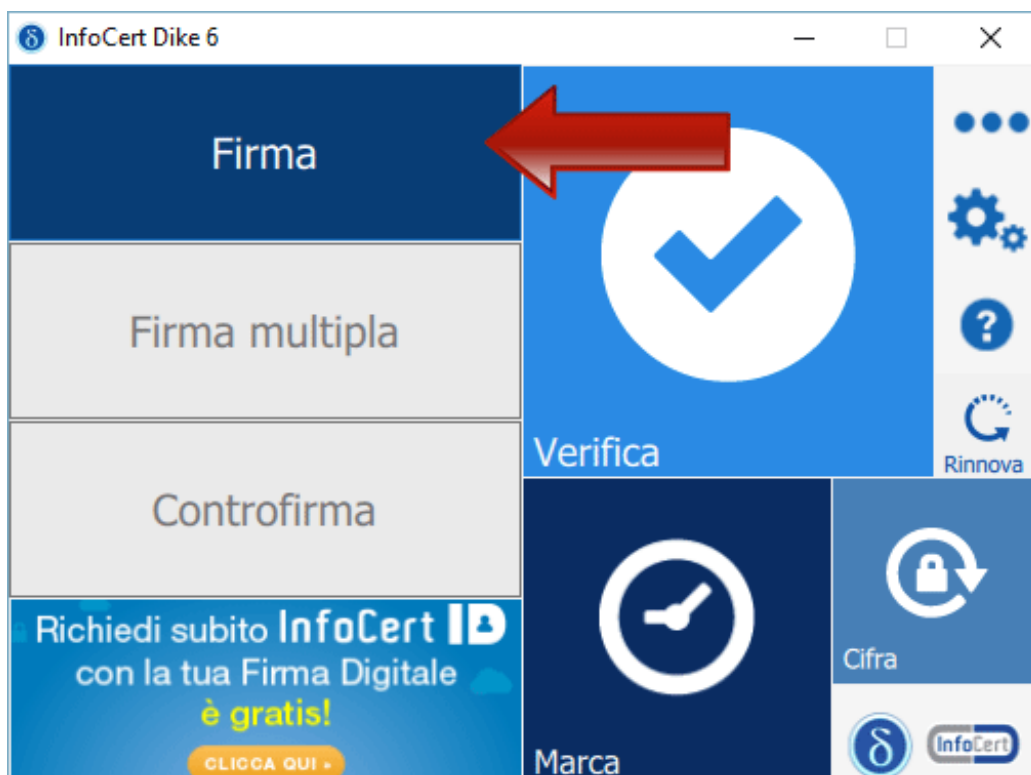 δ InfoCert Dike 6
Firma
Firma multipla
Controfirma
Richiedi subito InfoCert ID
con la tua Firma Digitale
è gratis!
CLICCA QUI »
Verifica
Marca
?
Rinnova
Cifra
δ InfoCert